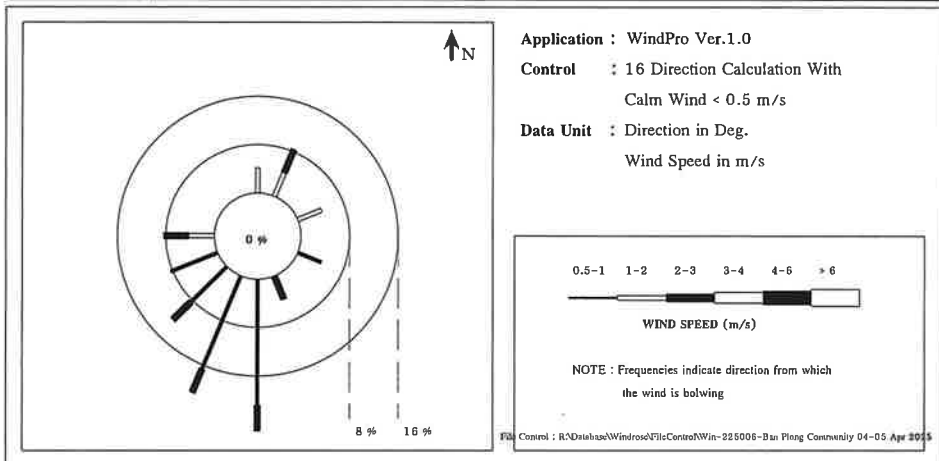 N
0 %
8 %
16 %
Application : WindPro Ver.1.0
Control : 16 Direction Calculation With
Calm Wind < 0.5 m/s
Data Unit : Direction in Deg.
Wind Speed in m/s
0.5-1 1-2 2-3 3-4 4-6 > 6
WIND SPEED (m/s)
NOTE : Frequencies indicate direction from which
the wind is bolwing
File Control : R:\Database\Windrose\FileControl\Win-225006-Ban Plong Community 04-05 Apr 2025